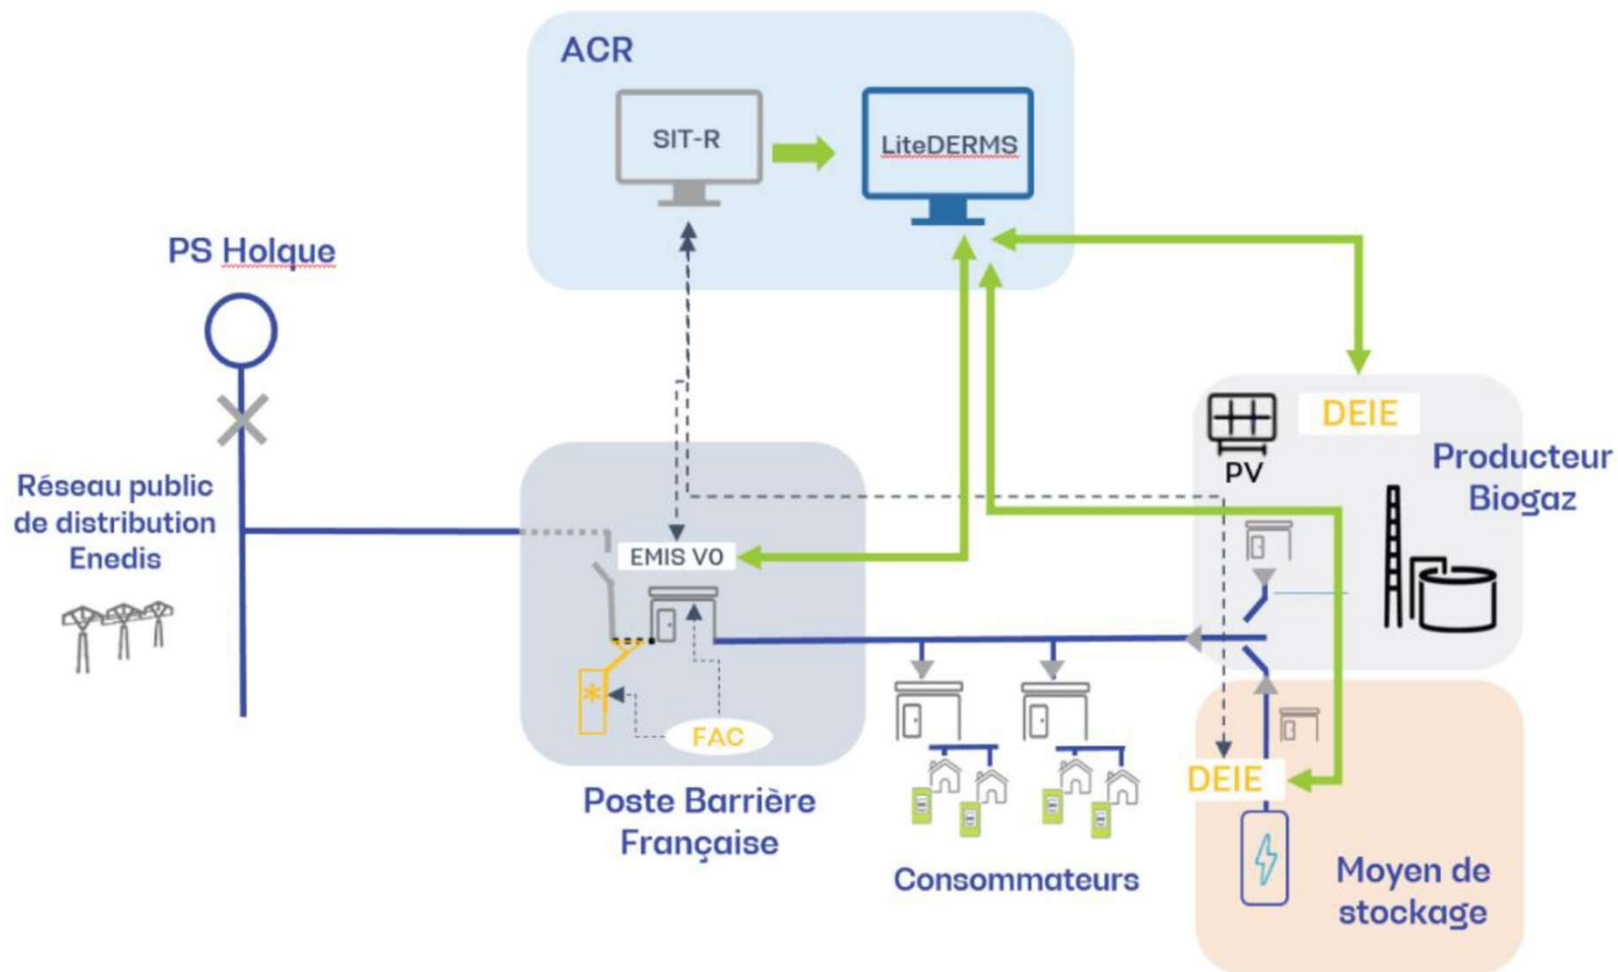 ACR
SIT-R
LiteDERMS
PS Holque
Réseau public
de distribution
Enedis
EMIS V0
FAC
Poste Barrière
Française
Consommateurs
DEIE
PV
Producteur
Biogaz
DEIE
Moyen de
stockage